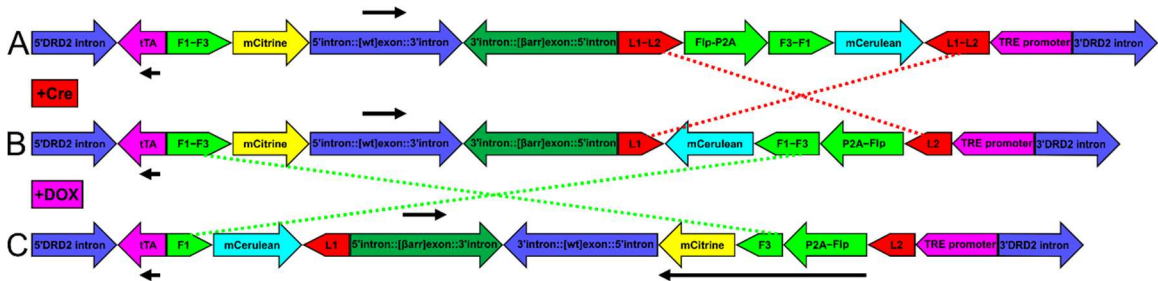 A 5'DRD2 intron tTA F1-F3 mCitrine 5'intron::[wt]exon::3'intron 3'intron::[βarr]exon::5'intron L1-L2 Flp-P2A F3-F1 mCerulean L1-L2 TRE promoter 3'DRD2 intron
+Cre
B 5'DRD2 intron tTA F1-F3 mCitrine 5'intron::[wt]exon::3'intron 3'intron::[βarr]exon::5'intron L1 mCerulean F1-F3 P2A-Flp L2 TRE promoter 3'DRD2 intron
+DOX
C 5'DRD2 intron tTA F1 mCerulean L1 5'intron::[βarr]exon::3'intron 3'intron::[wt]exon::5'intron mCitrine F3 P2A-Flp L2 TRE promoter 3'DRD2 intron